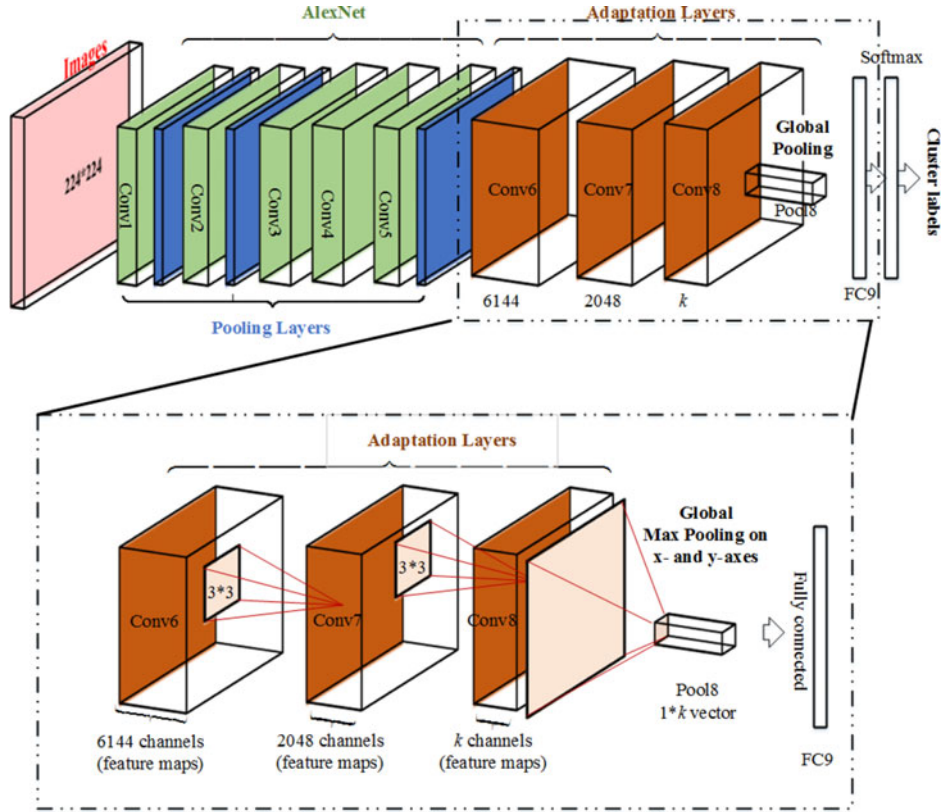 AlexNet
Adaptation Layers
Images
224*224
Conv1
Conv2
Conv3
Conv4
Conv5
Conv6
Conv7
Conv8
Global
Pooling
Pool8
Softmax
Cluster labels
6144
2048
k
FC9
Pooling Layers
Adaptation Layers
Global
Max Pooling on
x- and y-axes
3*3
3*3
Conv6
Conv7
Conv8
Fully connected
Pool8
1*k vector
6144 channels
(feature maps)
2048 channels
(feature maps)
k channels
(feature maps)
FC9